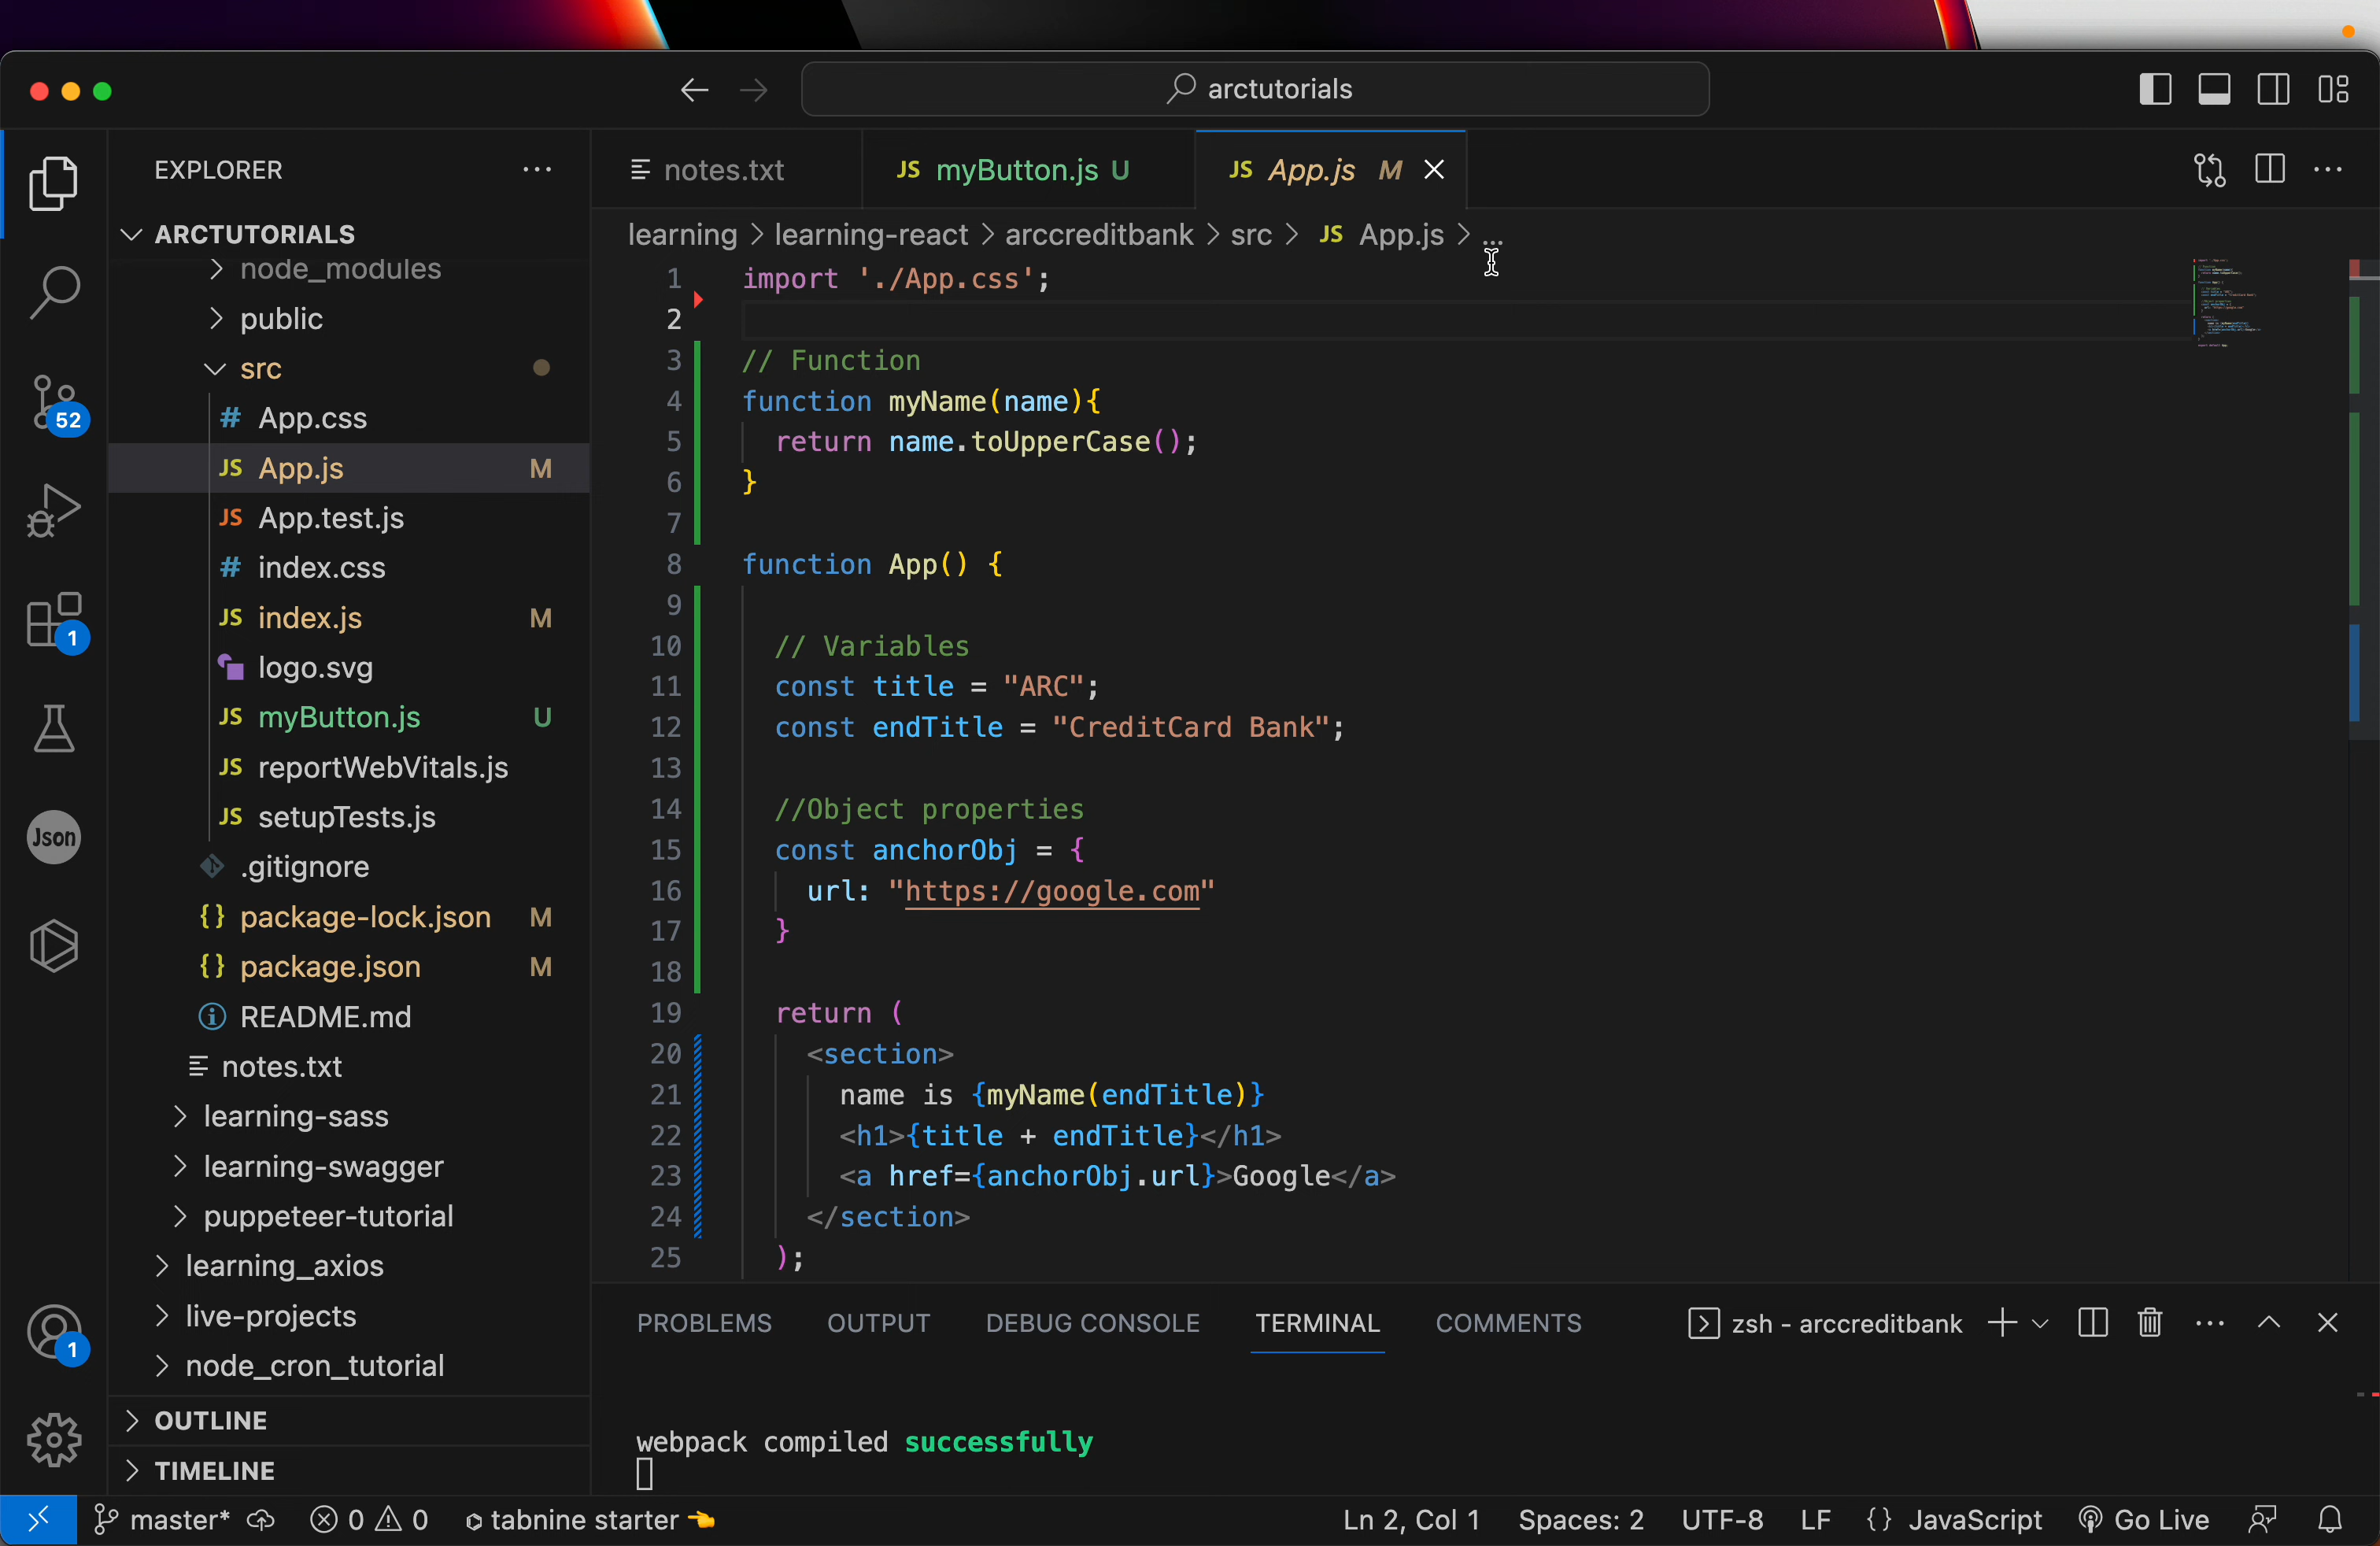 arctutorials
EXPLORER
ARCTUTORIALS
node_modules
public
src
# App.css
JS App.js M
JS App.test.js
# index.css
JS index.js M
logo.svg
JS myButton.js U
JS reportWebVitals.js
JS setupTests.js
.gitignore
{} package-lock.json M
{} package.json M
README.md
notes.txt
learning-sass
learning-swagger
puppeteer-tutorial
learning_axios
live-projects
node_cron_tutorial
OUTLINE
TIMELINE
52
1
Json
1
notes.txt
JS myButton.js U
JS App.js M
learning > learning-react > arccreditbank > src > JS App.js > ...
1 import './App.css';
2
3 // Function
4 function myName(name){
5 return name.toUpperCase();
6 }
7
8 function App() {
9
10 // Variables
11 const title = "ARC";
12 const endTitle = "CreditCard Bank";
13
14 //Object properties
15 const anchorObj = {
16 url: "https://google.com"
17 }
18
19 return (
20 <section>
21 name is {myName(endTitle)}
22 <h1>{title + endTitle}</h1>
23 <a href={anchorObj.url}>Google</a>
24 </section>
25 );
PROBLEMS OUTPUT DEBUG CONSOLE TERMINAL COMMENTS zsh - arccreditbank
webpack compiled successfully
master* 0 0 tabnine starter Ln 2, Col 1 Spaces: 2 UTF-8 LF {} JavaScript Go Live